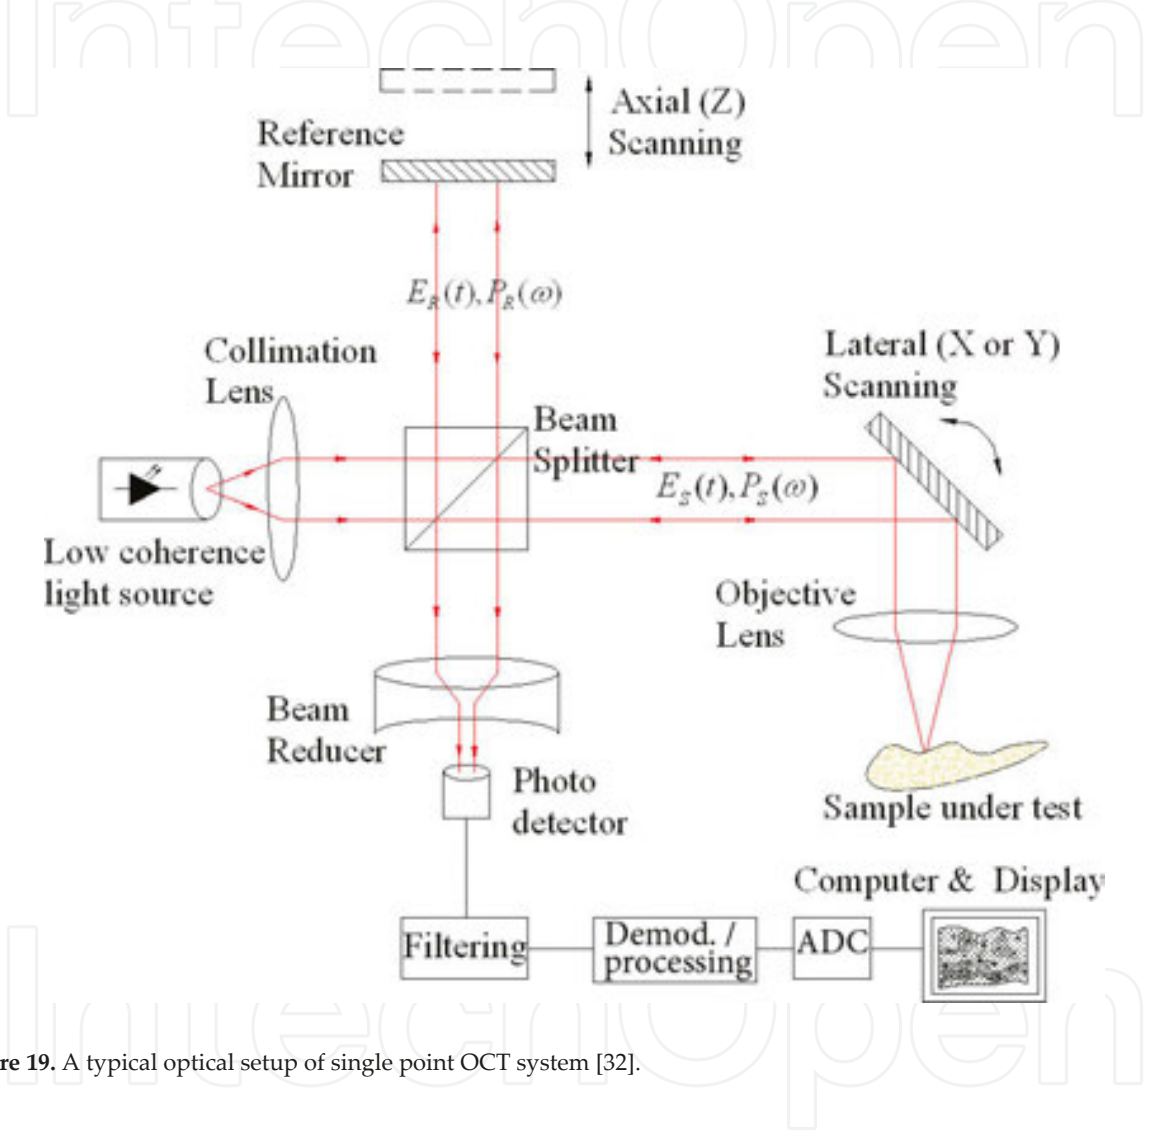 IntechOpen
Axial (Z)
Scanning
Reference
Mirror
E_R(t), P_R(ω)
Collimation
Lens
Lateral (X or Y)
Scanning
Beam
Splitter
E_S(t), P_S(ω)
Low coherence
light source
Objective
Lens
Beam
Reducer
Photo
detector
Sample under test
Computer & Display
Filtering
Demod. /
processing
ADC
IntechOpen
re 19. A typical optical setup of single point OCT system [32].